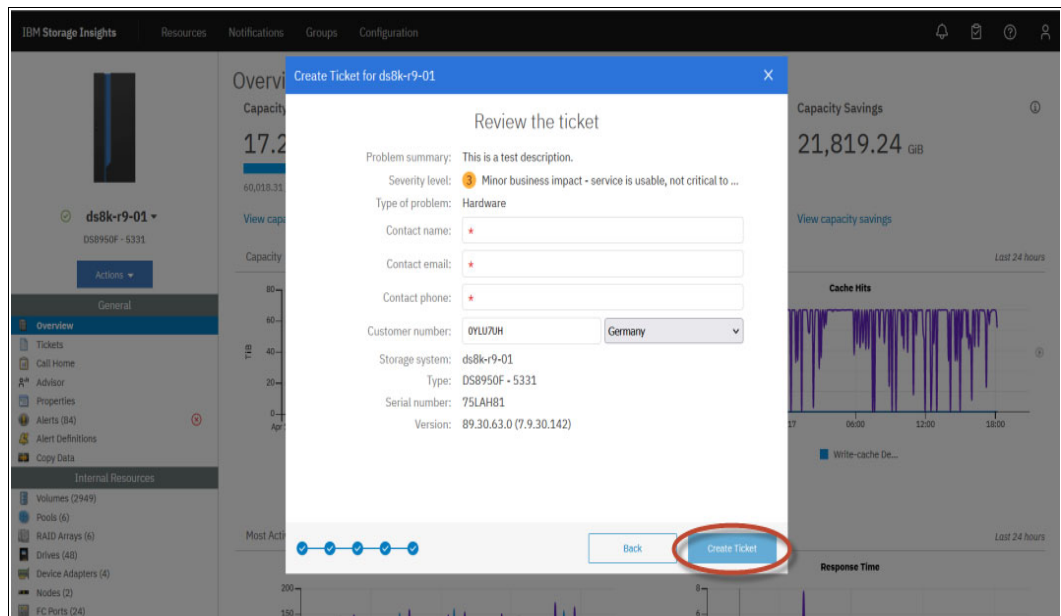 IBM Storage Insights Resources Notifications Groups Configuration
ds8k-r9-01
DS8950F - 5331
Actions
General
Overview
Tickets
Call Home
Advisor
Properties
Alerts (84)
Alert Definitions
Copy Data
Internal Resources
Volumes (2949)
Pools (6)
RAID Arrays (6)
Drives (48)
Device Adapters (4)
Nodes (2)
FC Ports (24)
Overvi
Capacity
17.2
60,018.31
View capa
Capacity
80
60
40
20
0
TiB
Apr
Most Acti
200
150
Create Ticket for ds8k-r9-01 X
Review the ticket
Problem summary: This is a test description.
Severity level: 3 Minor business impact - service is usable, not critical to ...
Type of problem: Hardware
Contact name: *
Contact email: *
Contact phone: *
Customer number: 0YLU7UH Germany
Storage system: ds8k-r9-01
Type: DS8950F - 5331
Serial number: 75LAH81
Version: 89.30.63.0 (7.9.30.142)
Back Create Ticket
Capacity Savings
21,819.24 GiB
View capacity savings
Last 24 hours
Cache Hits
17 06:00 12:00 18:00
Write-cache De...
Last 24 hours
Response Time
8
6